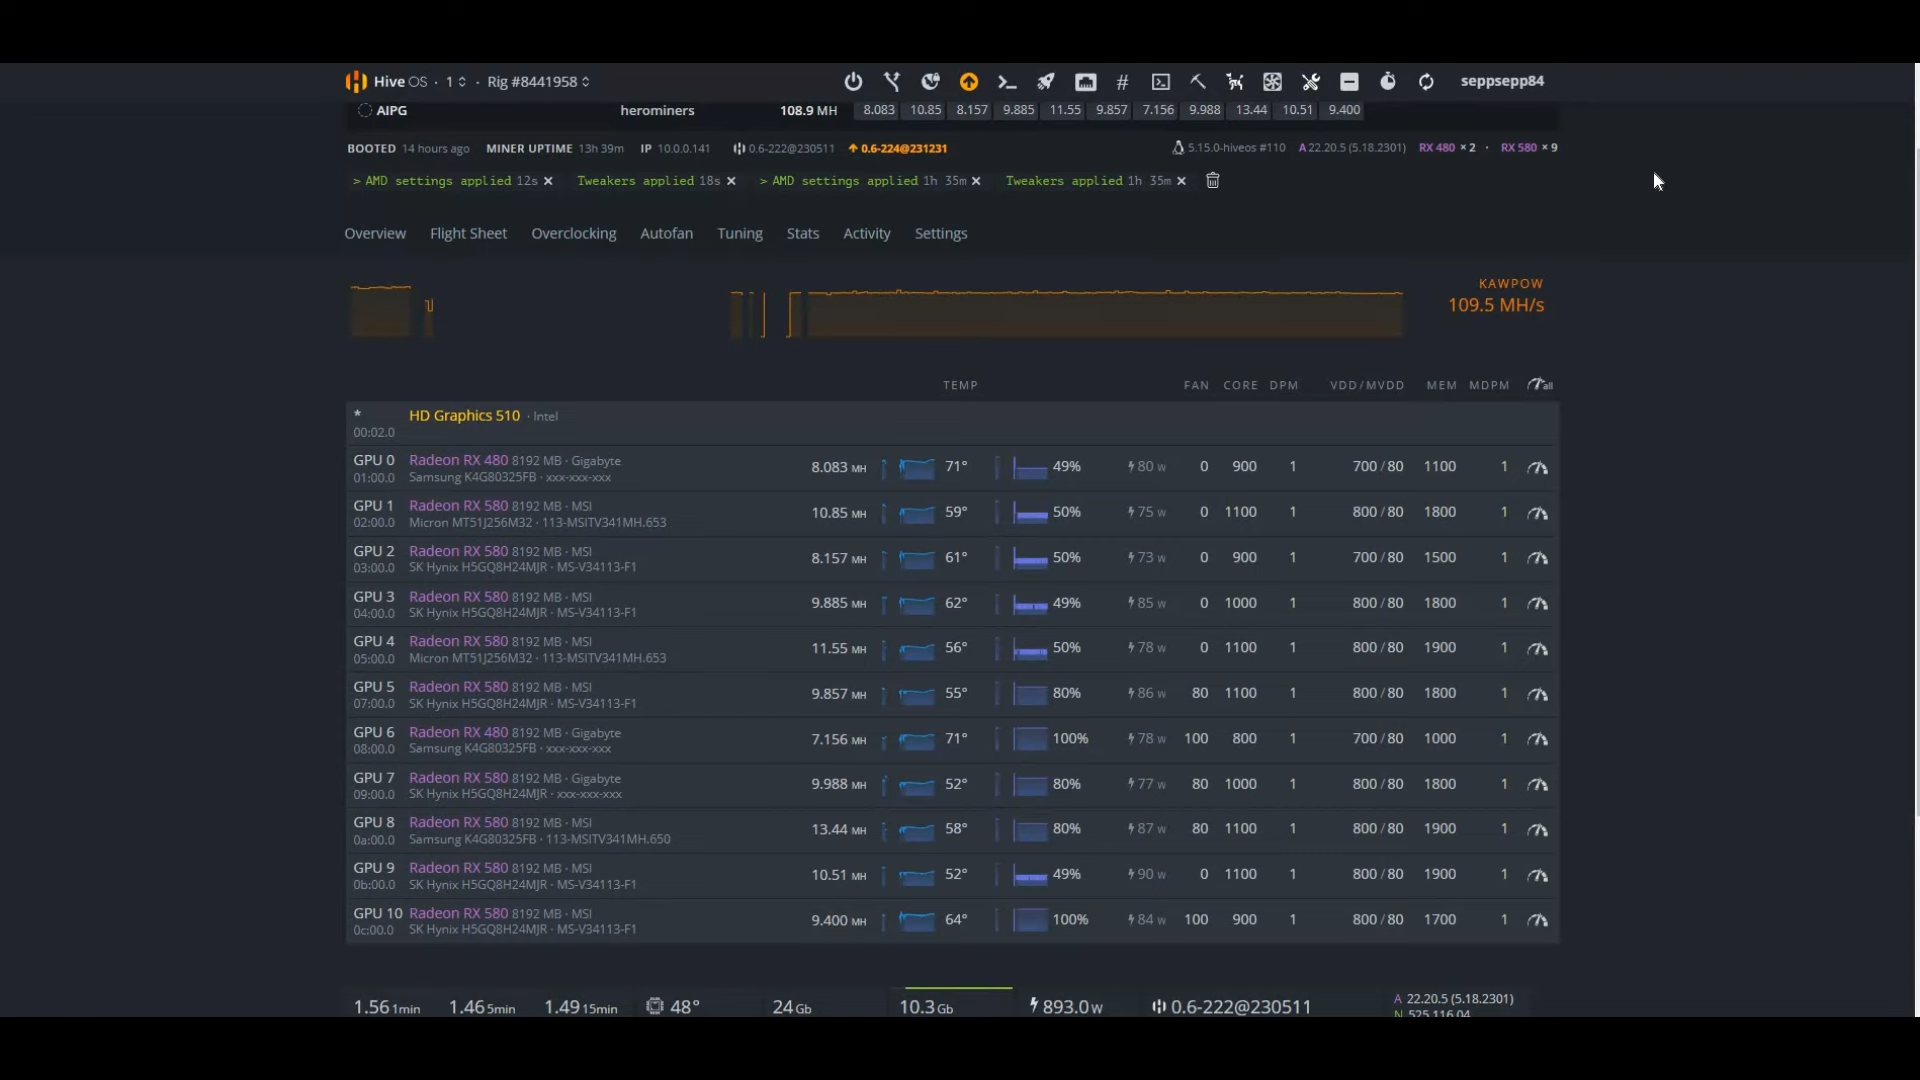 Hive OS · 1 · Rig #8441958 seppsepp84
AIPG herominers 108.9 MH 8.083 10.85 8.157 9.885 11.55 9.857 7.156 9.988 13.44 10.51 9.400
BOOTED 14 hours ago MINER UPTIME 13h 39m IP 10.0.0.141 0.6-222@230511 0.6-224@231231 5.15.0-hiveos #110 A 22.20.5 (5.18.2301) RX 480 × 2 · RX 580 × 9
> AMD settings applied 12s × Tweakers applied 18s × > AMD settings applied 1h 35m × Tweakers applied 1h 35m ×
Overview Flight Sheet Overclocking Autofan Tuning Stats Activity Settings
KAWPOW
109.5 MH/s
TEMP FAN CORE DPM VDD/MVDD MEM MDPM all
* HD Graphics 510 · Intel
00:02.0
GPU 0 Radeon RX 480 8192 MB · Gigabyte 8.083 MH 71° 49% 80 W 0 900 1 700 / 80 1100 1
01:00.0 Samsung K4G80325FB · xxx-xxx-xxx
GPU 1 Radeon RX 580 8192 MB · MSI 10.85 MH 59° 50% 75 W 0 1100 1 800 / 80 1800 1
02:00.0 Micron MT51J256M32 · 113-MSITV341MH.653
GPU 2 Radeon RX 580 8192 MB · MSI 8.157 MH 61° 50% 73 W 0 900 1 700 / 80 1500 1
03:00.0 SK Hynix H5GQ8H24MJR · MS-V34113-F1
GPU 3 Radeon RX 580 8192 MB · MSI 9.885 MH 62° 49% 85 W 0 1000 1 800 / 80 1800 1
04:00.0 SK Hynix H5GQ8H24MJR · MS-V34113-F1
GPU 4 Radeon RX 580 8192 MB · MSI 11.55 MH 56° 50% 78 W 0 1100 1 800 / 80 1900 1
05:00.0 Micron MT51J256M32 · 113-MSITV341MH.653
GPU 5 Radeon RX 580 8192 MB · MSI 9.857 MH 55° 80% 86 W 80 1100 1 800 / 80 1800 1
07:00.0 SK Hynix H5GQ8H24MJR · MS-V34113-F1
GPU 6 Radeon RX 480 8192 MB · Gigabyte 7.156 MH 71° 100% 78 W 100 800 1 700 / 80 1000 1
08:00.0 Samsung K4G80325FB · xxx-xxx-xxx
GPU 7 Radeon RX 580 8192 MB · Gigabyte 9.988 MH 52° 80% 77 W 80 1000 1 800 / 80 1800 1
09:00.0 SK Hynix H5GQ8H24MJR · xxx-xxx-xxx
GPU 8 Radeon RX 580 8192 MB · MSI 13.44 MH 58° 80% 87 W 80 1100 1 800 / 80 1900 1
0a:00.0 Samsung K4G80325FB · 113-MSITV341MH.650
GPU 9 Radeon RX 580 8192 MB · MSI 10.51 MH 52° 49% 90 W 0 1100 1 800 / 80 1900 1
0b:00.0 SK Hynix H5GQ8H24MJR · MS-V34113-F1
GPU 10 Radeon RX 580 8192 MB · MSI 9.400 MH 64° 100% 84 W 100 900 1 800 / 80 1700 1
0c:00.0 SK Hynix H5GQ8H24MJR · MS-V34113-F1
1.56 1min 1.46 5min 1.49 15min 48° 24 Gb 10.3 Gb 893.0 W 0.6-222@230511 A 22.20.5 (5.18.2301)
N 525.116.04